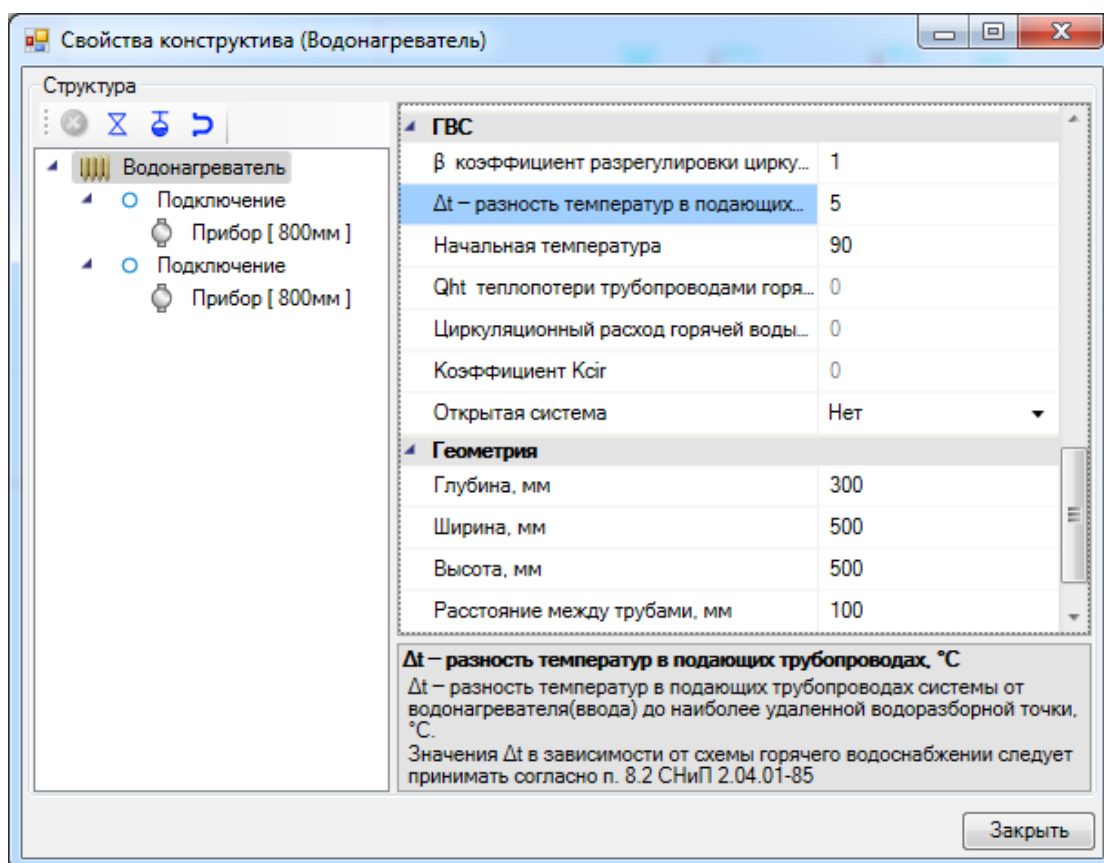 Свойства конструктива (Водонагреватель)
Структура
Водонагреватель
Подключение
Прибор [ 800мм ]
Подключение
Прибор [ 800мм ]
ГВС
β коэффициент разрегулировки цирку... 1
Δt – разность температур в подающих... 5
Начальная температура 90
Qht теплопотери трубопроводами горя... 0
Циркуляционный расход горячей воды... 0
Коэффициент Kcir 0
Открытая система Нет
Геометрия
Глубина, мм 300
Ширина, мм 500
Высота, мм 500
Расстояние между трубами, мм 100
Δt – разность температур в подающих трубопроводах, °C
Δt – разность температур в подающих трубопроводах системы от
водонагревателя(ввода) до наиболее удаленной водоразборной точки,
°C.
Значения Δt в зависимости от схемы горячего водоснабжении следует
принимать согласно п. 8.2 СНиП 2.04.01-85
Закрыть